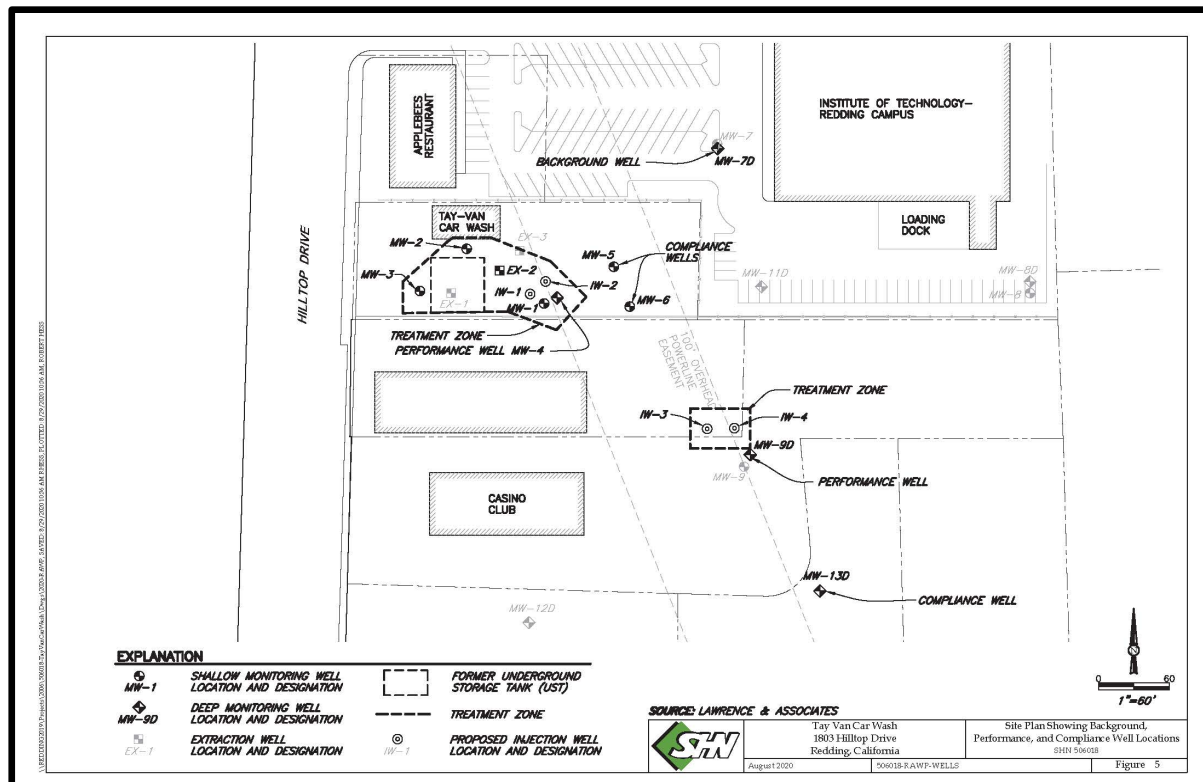 APPLEBEES
RESTAURANT
INSTITUTE OF TECHNOLOGY-
REDDING CAMPUS
MW-7
BACKGROUND WELL
MW-7D
TAY-VAN
CAR WASH
LOADING
DOCK
HILLTOP DRIVE
MW-2
EX-3
MW-5
COMPLIANCE
WELLS
MW-3
EX-2
IW-2
MW-11D
MW-8D
MW-8
EX-1
IW-1
MW-1
MW-6
TREATMENT ZONE
PERFORMANCE WELL MW-4
100' OVERHEAD
POWERLINE
EASEMENT
TREATMENT ZONE
IW-3
IW-4
MW-9D
MW-9
PERFORMANCE WELL
CASINO
CLUB
MW-13D
COMPLIANCE WELL
MW-12D
EXPLANATION
MW-1
SHALLOW MONITORING WELL
LOCATION AND DESIGNATION
FORMER UNDERGROUND
STORAGE TANK (UST)
MW-9D
DEEP MONITORING WELL
LOCATION AND DESIGNATION
TREATMENT ZONE
EX-1
EXTRACTION WELL
LOCATION AND DESIGNATION
IW-1
PROPOSED INJECTION WELL
LOCATION AND DESIGNATION
0 60
1"=60'
SOURCE: LAWRENCE & ASSOCIATES
SHN
Tay Van Car Wash
1803 Hilltop Drive
Redding, California
Site Plan Showing Background,
Performance, and Compliance Well Locations
SHN 506018
August 2020
506018-RAWP-WELLS
Figure 5